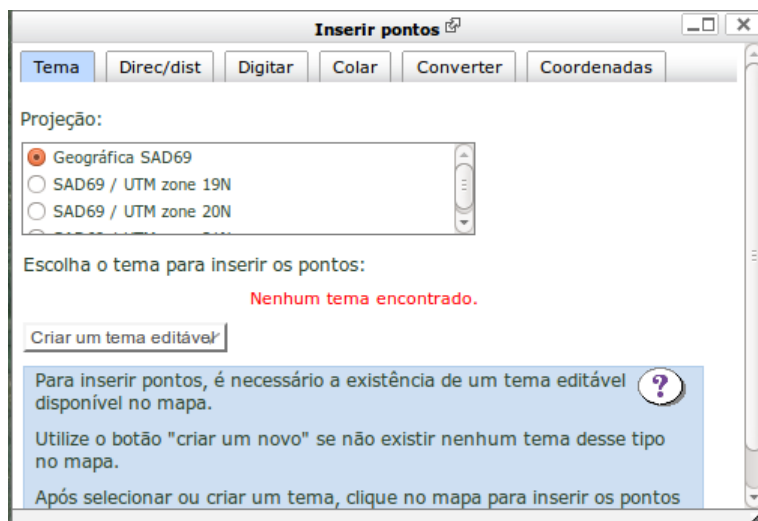 Inserir pontos
Tema
Direc/dist
Digitar
Colar
Converter
Coordenadas
Projeção:
Geográfica SAD69
SAD69 / UTM zone 19N
SAD69 / UTM zone 20N
Escolha o tema para inserir os pontos:
Nenhum tema encontrado.
Criar um tema editável
Para inserir pontos, é necessário a existência de um tema editável
disponível no mapa.
?
Utilize o botão "criar um novo" se não existir nenhum tema desse tipo
no mapa.
Após selecionar ou criar um tema, clique no mapa para inserir os pontos